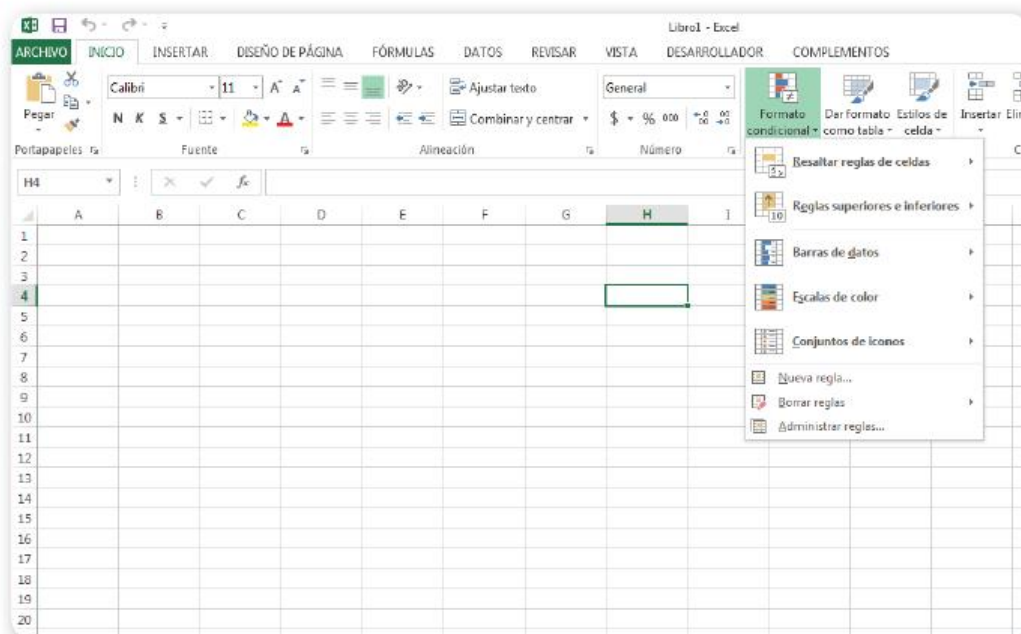 Libro1 - Excel
ARCHIVO INICIO INSERTAR DISEÑO DE PÁGINA FÓRMULAS DATOS REVISAR VISTA DESARROLLADOR COMPLEMENTOS
Pegar
Calibri 11
N K S
Ajustar texto
Combinar y centrar
General
$ % 000
Formato condicional
Dar formato como tabla
Estilos de celda
Insertar
Portapapeles Fuente Alineación Número
H4 fx
A B C D E F G H I
1
2
3
4
5
6
7
8
9
10
11
12
13
14
15
16
17
18
19
20
Resaltar reglas de celdas
Reglas superiores e inferiores
Barras de datos
Escalas de color
Conjuntos de iconos
Nueva regla...
Borrar reglas
Administrar reglas...